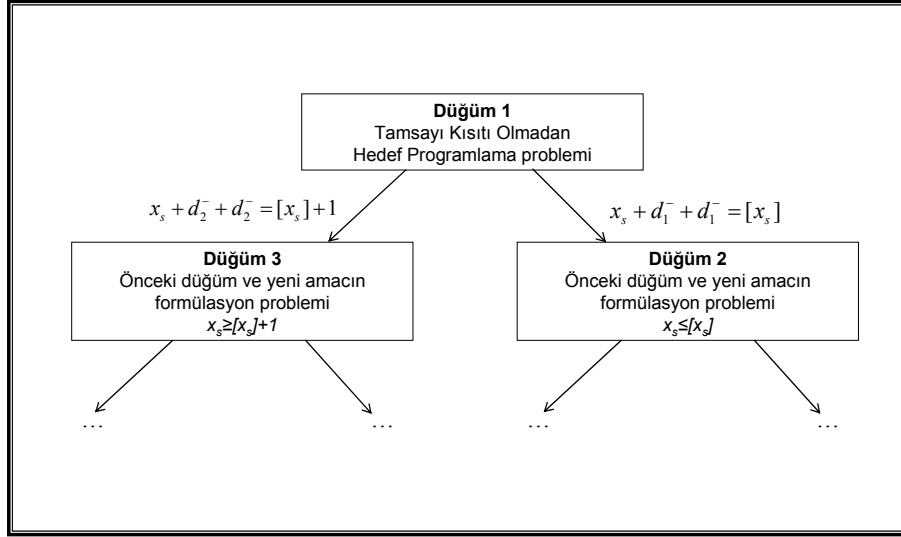 Düğüm 1
Tamsayı Kısıtı Olmadan
Hedef Programlama problemi
x_s + d_2^- + d_2^- = [x_s] + 1
x_s + d_1^- + d_1^- = [x_s]
Düğüm 3
Önceki düğüm ve yeni amacın
formülasyon problemi
x_s≥[x_s]+1
Düğüm 2
Önceki düğüm ve yeni amacın
formülasyon problemi
x_s≤[x_s]
… … … …